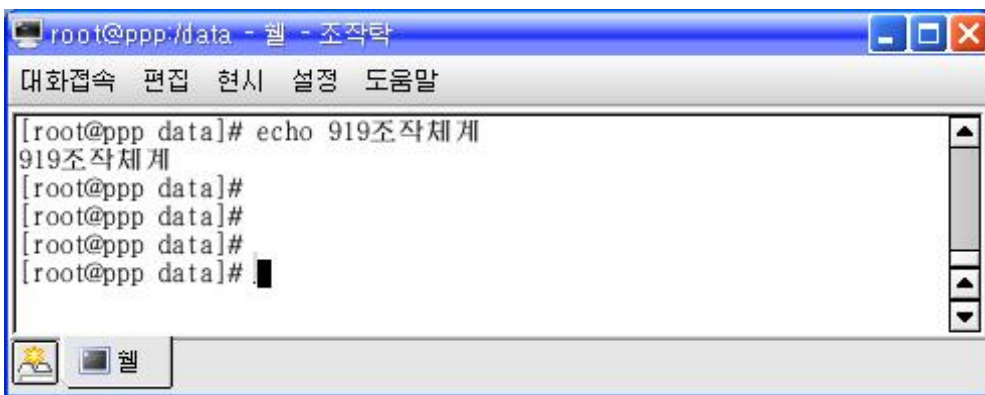 root@ppp:/data - 쉘 - 조작탁
대화접속 편집 현시 설정 도움말
[root@ppp data]# echo 919조작체계
919조작체계
[root@ppp data]#
[root@ppp data]#
[root@ppp data]#
[root@ppp data]#
쉘